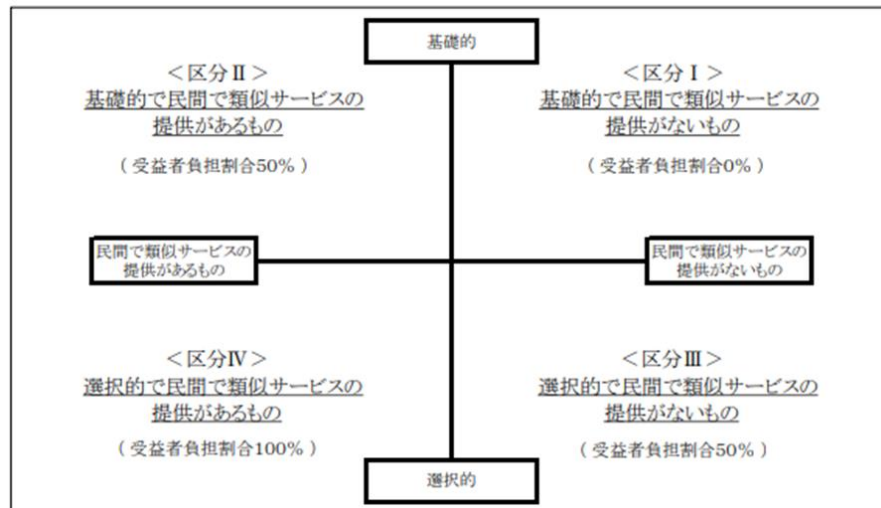 基礎的
＜区分Ⅱ＞
基礎的で民間で類似サービスの
提供があるもの
（受益者負担割合50%）
＜区分Ⅰ＞
基礎的で民間で類似サービスの
提供がないもの
（受益者負担割合0%）
民間で類似サービスの
提供があるもの
民間で類似サービスの
提供がないもの
＜区分Ⅳ＞
選択的で民間で類似サービスの
提供があるもの
（受益者負担割合100%）
＜区分Ⅲ＞
選択的で民間で類似サービスの
提供がないもの
（受益者負担割合50%）
選択的